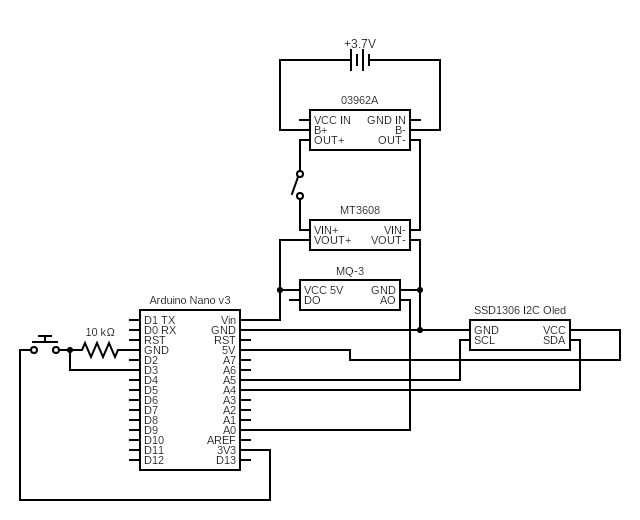 +3.7V
03962A
VCC IN GND IN
B+ B-
OUT+ OUT-
MT3608
VIN+ VIN-
VOUT+ VOUT-
MQ-3
VCC 5V GND
DO AO
Arduino Nano v3
SSD1306 I2C Oled
10 kΩ
D1 TX Vin
D0 RX GND
RST RST
GND 5V
D2 A7
D3 A6
D4 A5
D5 A4
D6 A3
D7 A2
D8 A1
D9 A0
D10 AREF
D11 3V3
D12 D13
GND VCC
SCL SDA